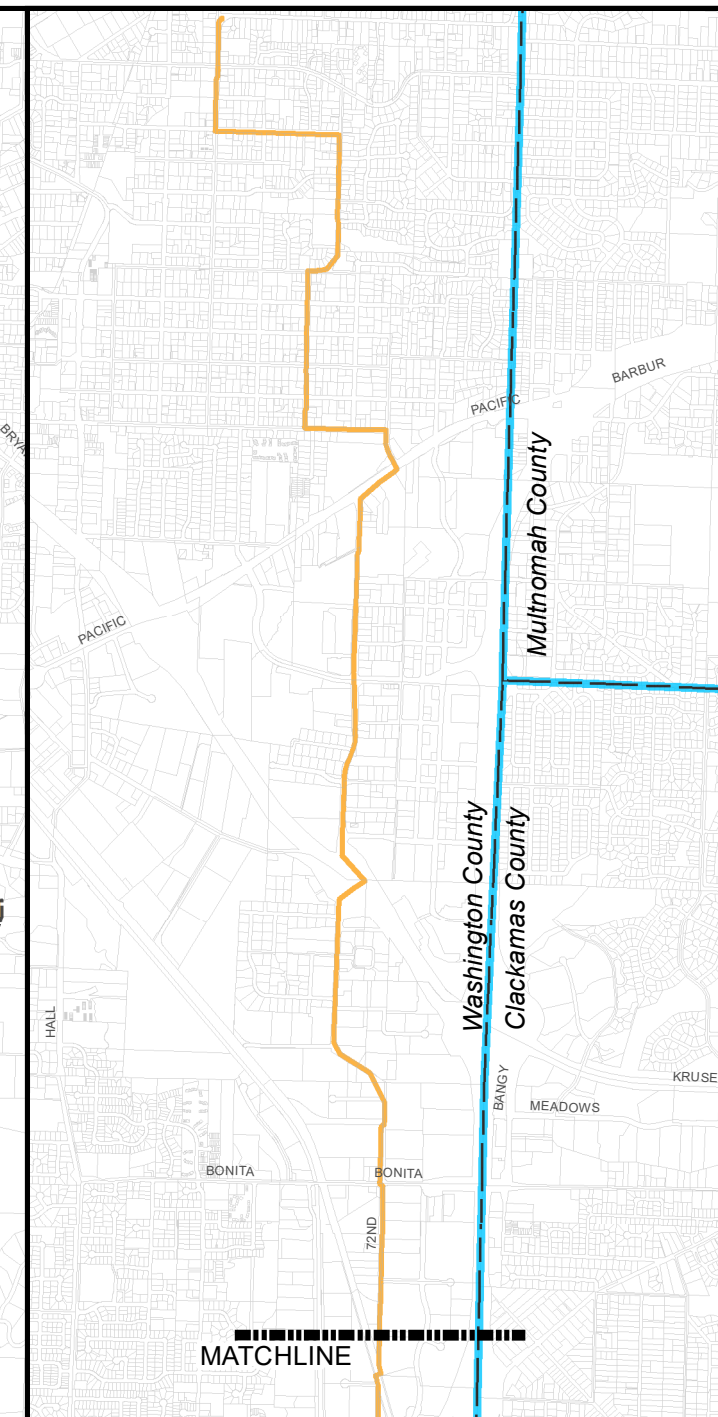 BARBUR
PACIFIC
Multnomah County
PACIFIC
Washington County
Clackamas County
HALL
BANGY
KRUSE
MEADOWS
BONITA
BONITA
72ND
MATCHLINE